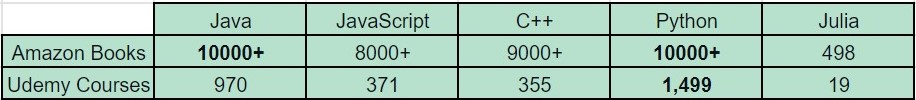 Java JavaScript C++ Python Julia
Amazon Books 10000+ 8000+ 9000+ 10000+ 498
Udemy Courses 970 371 355 1,499 19